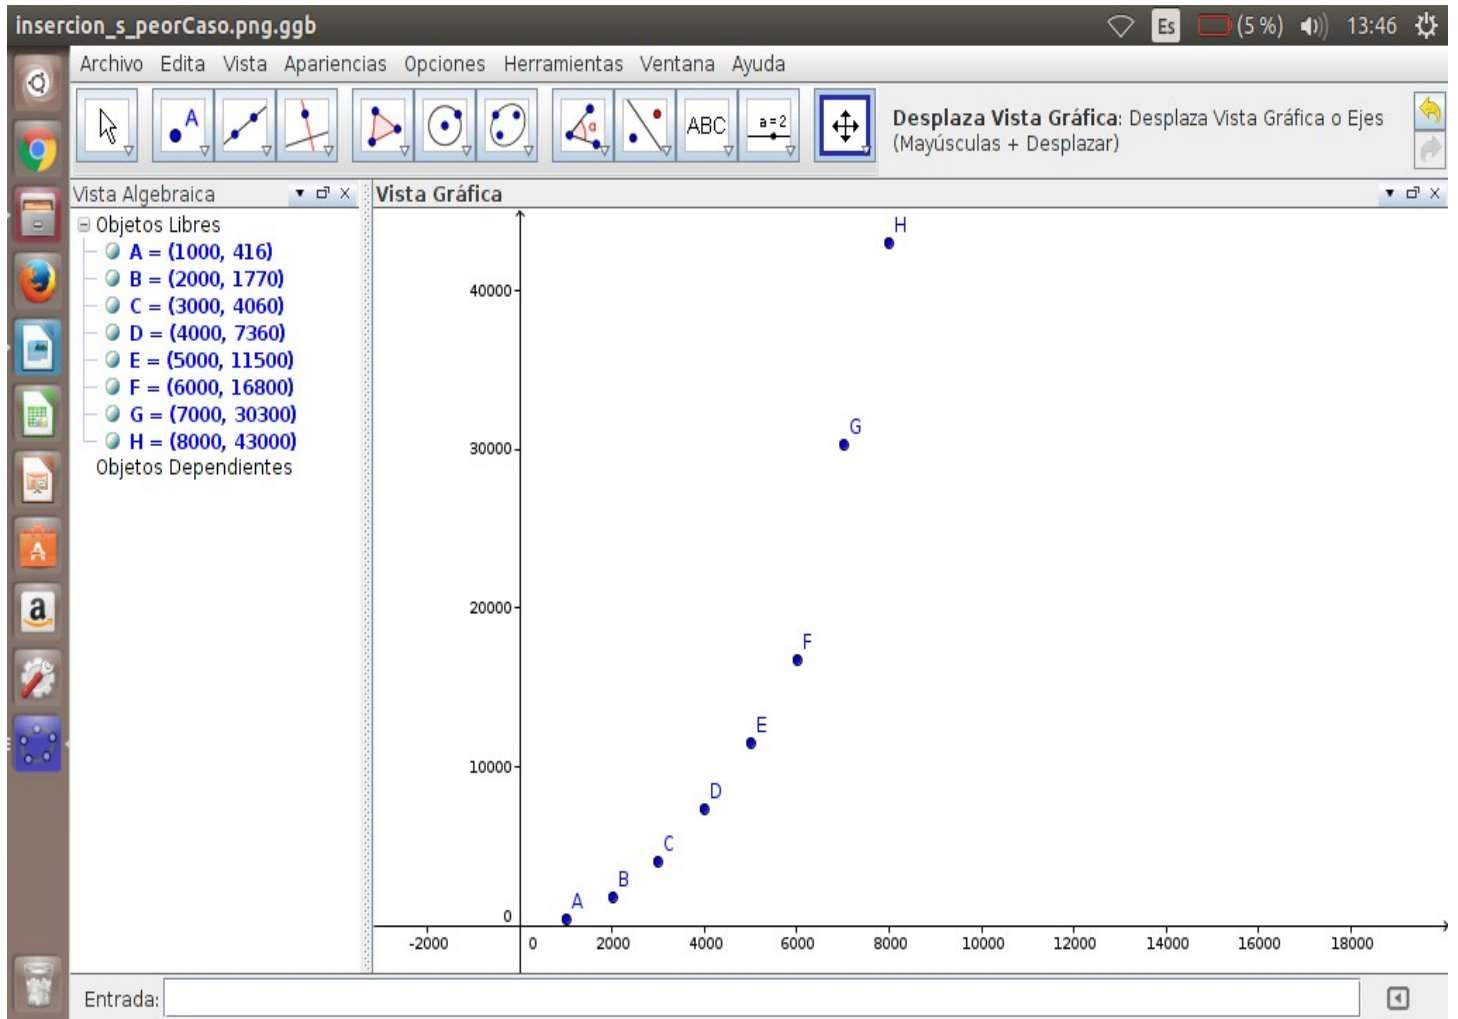 insercion_s_peorCaso.png.ggb
Es (5 %) 13:46
Archivo Edita Vista Apariencias Opciones Herramientas Ventana Ayuda
A α ABC a=2
Desplaza Vista Gráfica: Desplaza Vista Gráfica o Ejes
(Mayúsculas + Desplazar)
Vista Algebraica
Objetos Libres
A = (1000, 416)
B = (2000, 1770)
C = (3000, 4060)
D = (4000, 7360)
E = (5000, 11500)
F = (6000, 16800)
G = (7000, 30300)
H = (8000, 43000)
Objetos Dependientes
Vista Gráfica
H
40000
G
30000
20000
F
E
10000
D
C
B
A
0
-2000 0 2000 4000 6000 8000 10000 12000 14000 16000 18000
Entrada:
A
a